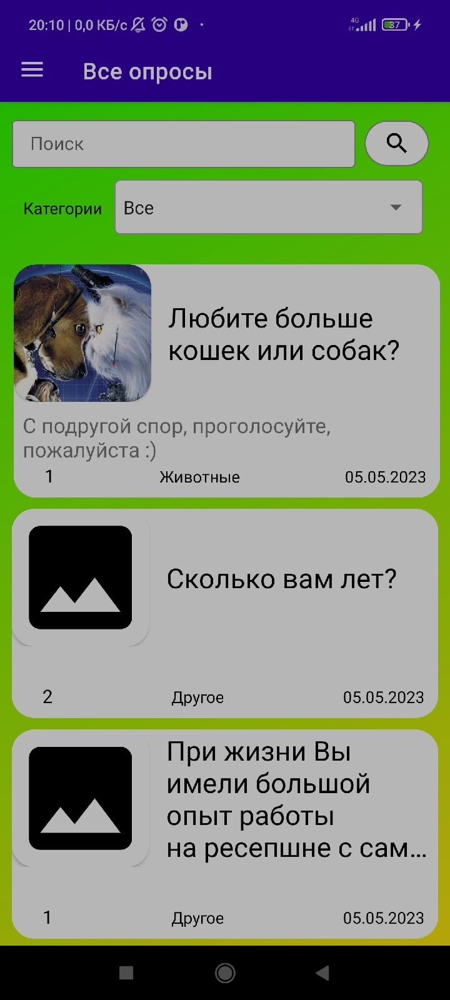 20:10 | 0,0 КБ/с 4G 37
Все опросы
Поиск
Категории Все
Любите больше
кошек или собак?
С подругой спор, проголосуйте,
пожалуйста :)
1 Животные 05.05.2023
Сколько вам лет?
2 Другое 05.05.2023
При жизни Вы
имели большой
опыт работы
на ресепшне с сам...
1 Другое 05.05.2023